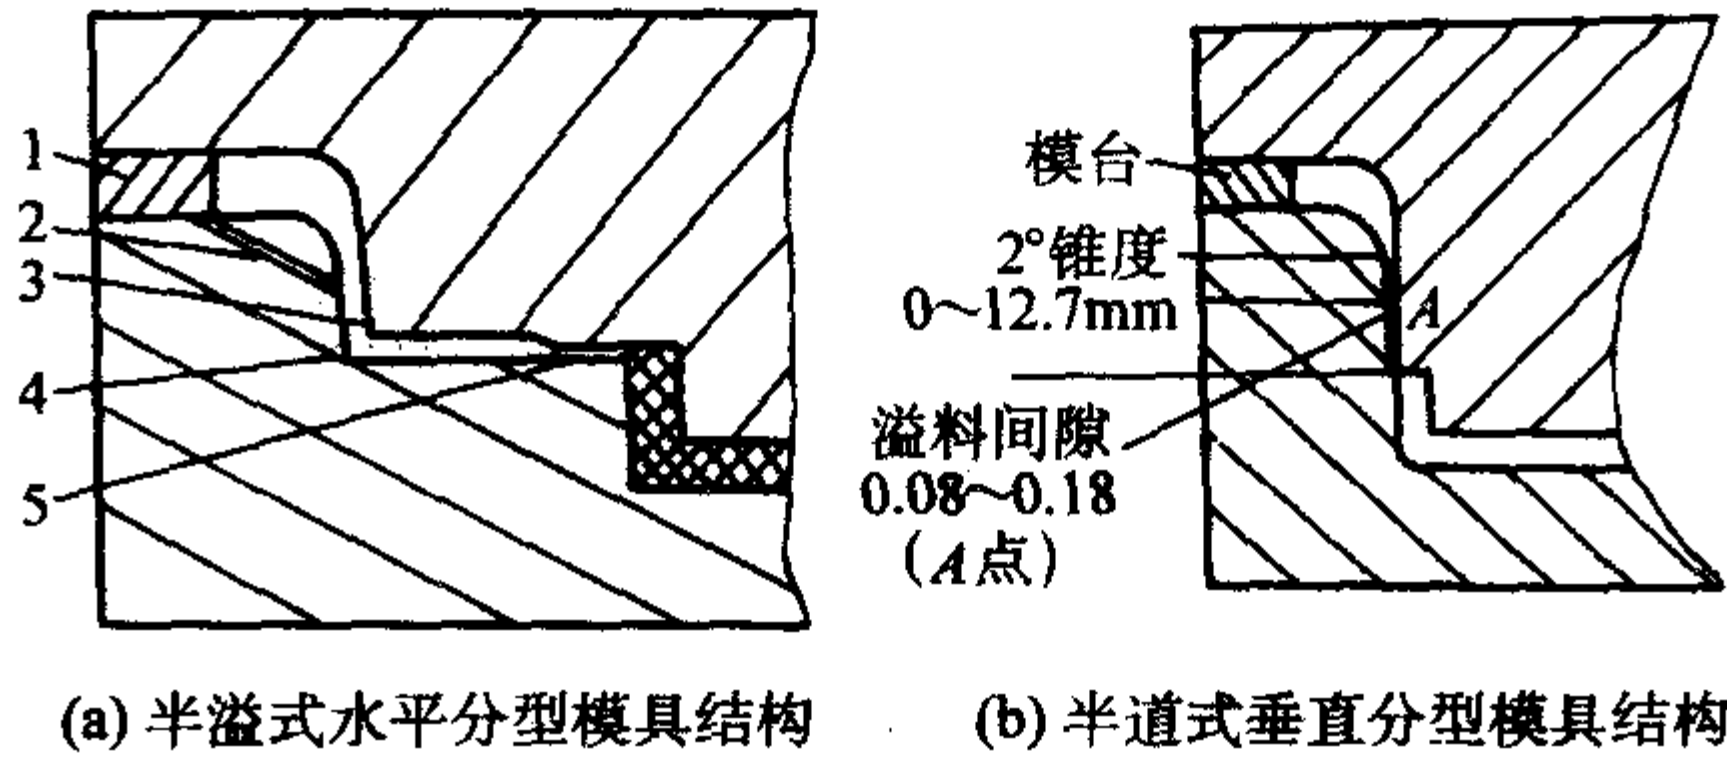 1
2
3
4
5
模台
2°锥度
0~12.7mm
A
溢料间隙
0.08~0.18
(A点)
(a) 半溢式水平分型模具结构
(b) 半道式垂直分型模具结构